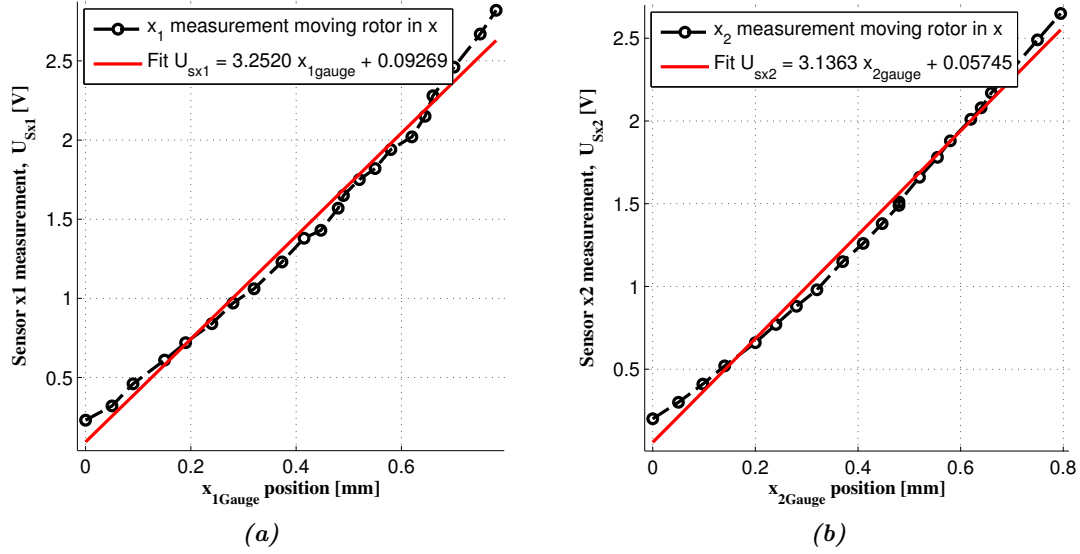 x1 measurement moving rotor in x
Fit Usx1 = 3.2520 x1gauge + 0.09269
2.5
2
1.5
1
0.5
0
0.2
0.4
0.6
Sensor x1 measurement, USx1 [V]
x1Gauge position [mm]
(a)
x2 measurement moving rotor in x
Fit Usx2 = 3.1363 x2gauge + 0.05745
2.5
2
1.5
1
0.5
0
0.2
0.4
0.6
0.8
Sensor x2 measurement, USx2 [V]
x2Gauge position [mm]
(b)